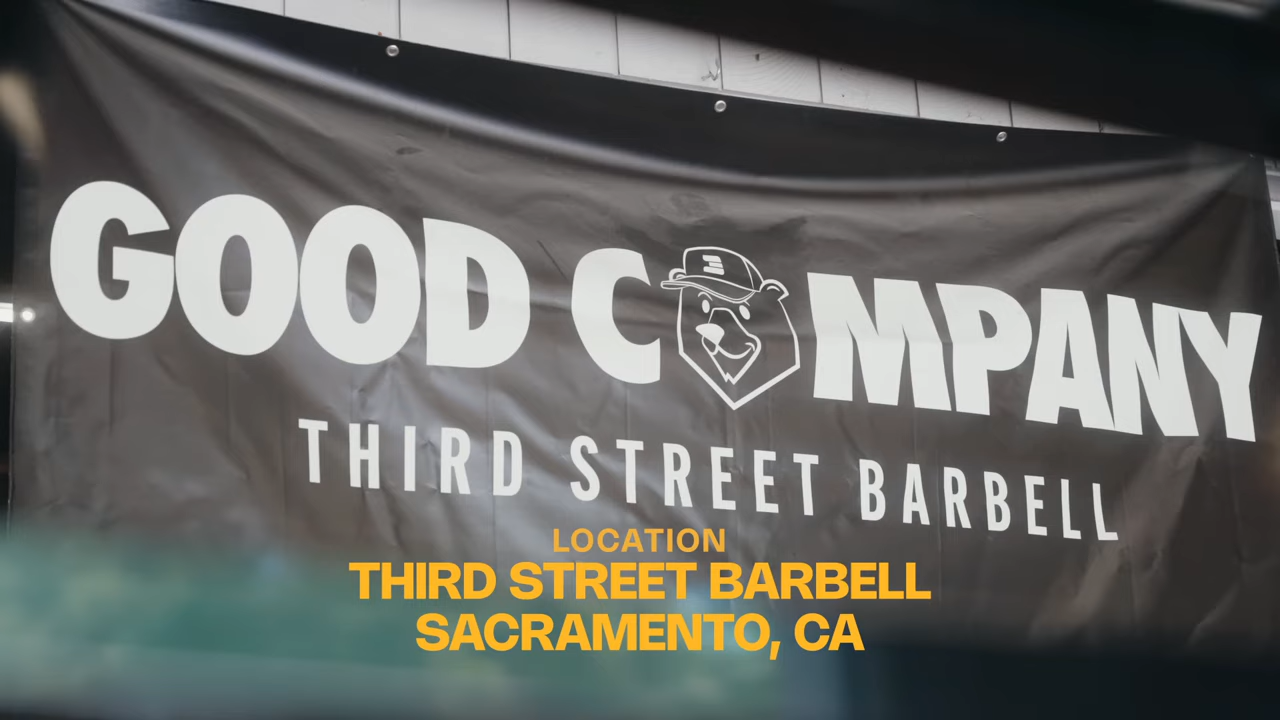 GOOD COMPANY
THIRD STREET BARBELL
LOCATION
THIRD STREET BARBELL
SACRAMENTO, CA